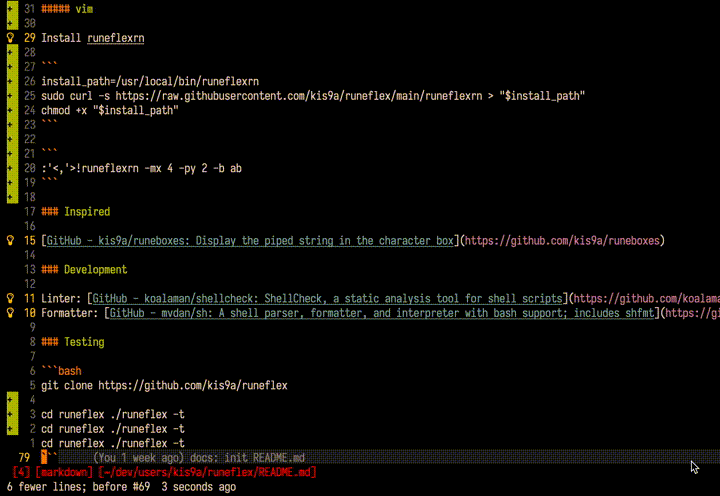 + 31 ##### vim
+ 30
29 Install runeflexrn
+ 28
+ 27 ```
+ 26 install_path=/usr/local/bin/runeflexrn
+ 25 sudo curl -s https://raw.githubusercontent.com/kis9a/runeflex/main/runeflexrn > "$install_path"
+ 24 chmod +x "$install_path"
+ 23 ```
+ 22
+ 21 ```
+ 20 :'<,'>!runeflexrn -mx 4 -py 2 -b ab
+ 19 ```
+ 18
17 ### Inspired
16
15 [GitHub - kis9a/runeboxes: Display the piped string in the character box](https://github.com/kis9a/runeboxes)
14
13 ### Development
12
11 Linter: [GitHub - koalaman/shellcheck: ShellCheck, a static analysis tool for shell scripts](https://github.com/koalama
10 Formatter: [GitHub - mvdan/sh: A shell parser, formatter, and interpreter with bash support; includes shfmt](https://gi
9
8 ### Testing
7
6 ```bash
5 git clone https://github.com/kis9a/runeflex
+ 4
+ 3 cd runeflex ./runeflex -t
+ 2 cd runeflex ./runeflex -t
1 cd runeflex ./runeflex -t
79 ``` (You 1 week ago) docs: init README.md
[4] [markdown] [~/dev/users/kis9a/runeflex/README.md]
6 fewer lines; before #69 3 seconds ago